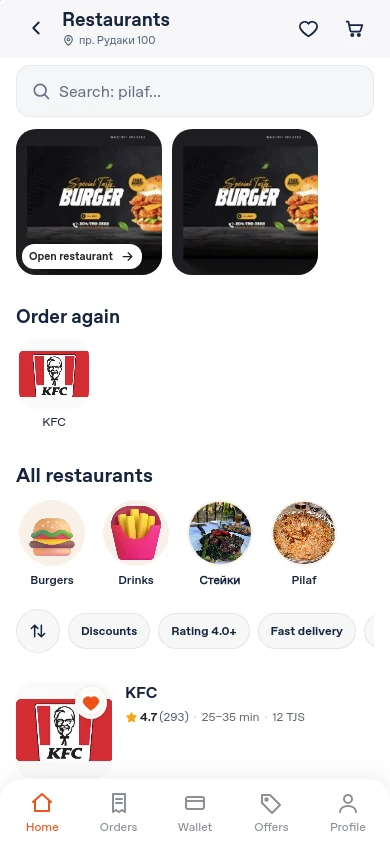 Restaurants
пр. Рудаки 100
Search: pilaf...
Special Tasty
BURGER
Open restaurant
Special Tasty
BURGER
Order again
KFC
KFC
All restaurants
Burgers
Drinks
Стейки
Pilaf
Discounts
Rating 4.0+
Fast delivery
KFC
KFC
4.7 (293) · 25–35 min · 12 TJS
Home
Orders
Wallet
Offers
Profile